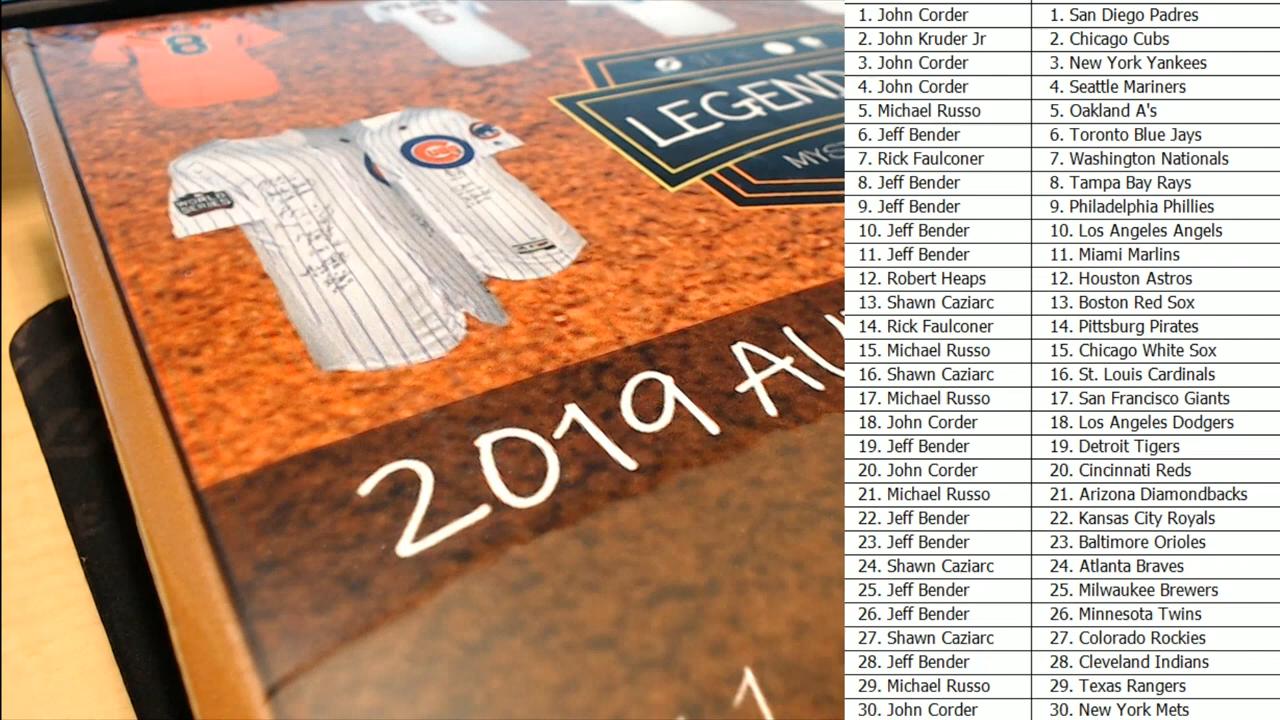 8
6
LEGEND
MYS
WORLD
SERIES
2019 AU
1
1. John Corder 1. San Diego Padres
2. John Kruder Jr 2. Chicago Cubs
3. John Corder 3. New York Yankees
4. John Corder 4. Seattle Mariners
5. Michael Russo 5. Oakland A's
6. Jeff Bender 6. Toronto Blue Jays
7. Rick Faulconer 7. Washington Nationals
8. Jeff Bender 8. Tampa Bay Rays
9. Jeff Bender 9. Philadelphia Phillies
10. Jeff Bender 10. Los Angeles Angels
11. Jeff Bender 11. Miami Marlins
12. Robert Heaps 12. Houston Astros
13. Shawn Caziarc 13. Boston Red Sox
14. Rick Faulconer 14. Pittsburg Pirates
15. Michael Russo 15. Chicago White Sox
16. Shawn Caziarc 16. St. Louis Cardinals
17. Michael Russo 17. San Francisco Giants
18. John Corder 18. Los Angeles Dodgers
19. Jeff Bender 19. Detroit Tigers
20. John Corder 20. Cincinnati Reds
21. Michael Russo 21. Arizona Diamondbacks
22. Jeff Bender 22. Kansas City Royals
23. Jeff Bender 23. Baltimore Orioles
24. Shawn Caziarc 24. Atlanta Braves
25. Jeff Bender 25. Milwaukee Brewers
26. Jeff Bender 26. Minnesota Twins
27. Shawn Caziarc 27. Colorado Rockies
28. Jeff Bender 28. Cleveland Indians
29. Michael Russo 29. Texas Rangers
30. John Corder 30. New York Mets